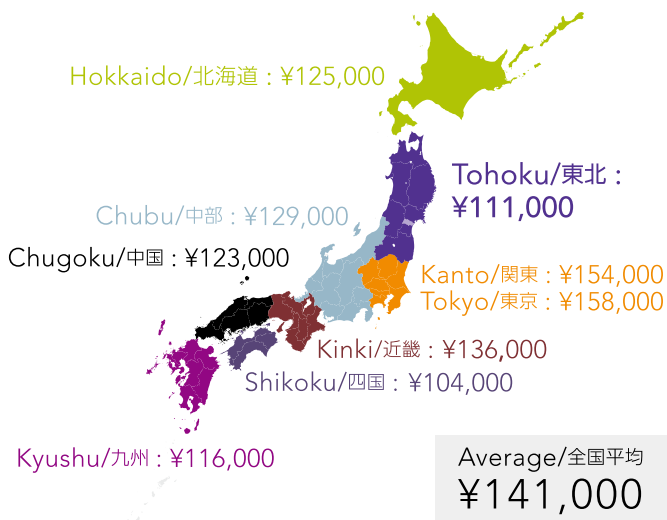 Hokkaido/北海道 : ¥125,000
Tohoku/東北 :
¥111,000
Chubu/中部 : ¥129,000
Chugoku/中国 : ¥123,000
Kanto/関東 : ¥154,000
Tokyo/東京 : ¥158,000
Kinki/近畿 : ¥136,000
Shikoku/四国 : ¥104,000
Kyushu/九州 : ¥116,000
Average/全国平均
¥141,000